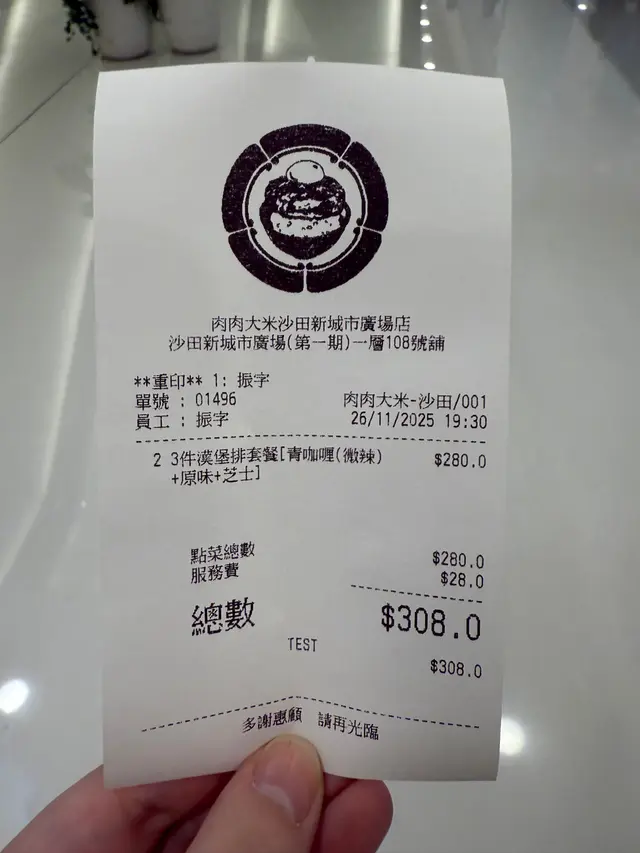 肉肉大米沙田新城市廣場店
沙田新城市廣場(第一期)一層108號舖
**重印** 1: 振字
單號 : 01496 肉肉大米-沙田/001
員工 : 振字 26/11/2025 19:30
2 3件漢堡排套餐[青咖喱(微辣) $280.0
+原味+芝士]
點菜總數 $280.0
服務費 $28.0
總數 $308.0
TEST
$308.0
多謝惠顧 請再光臨